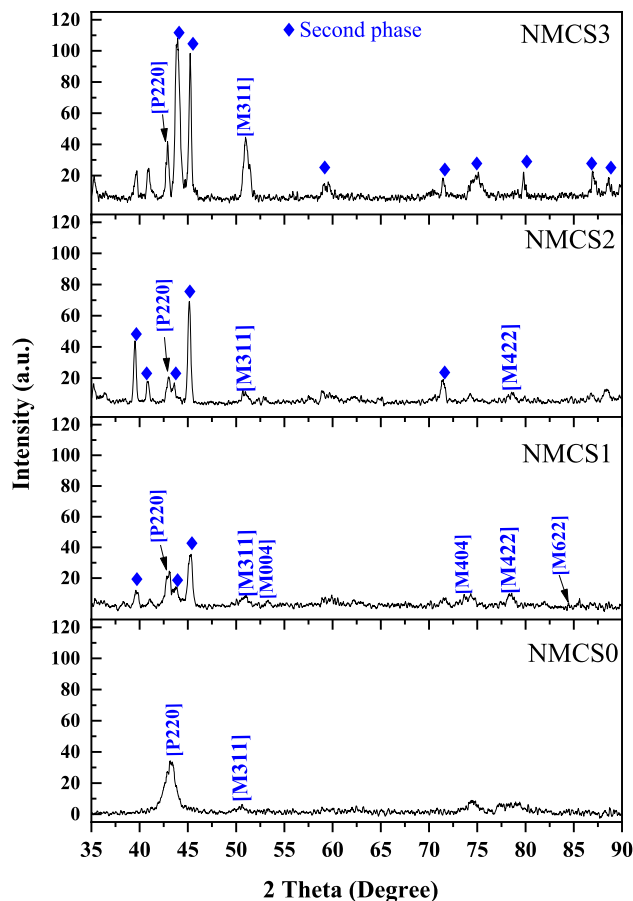 120
100
80
60
40
20
◆ Second phase
NMCS3
[P220]
[M311]
120
100
80
60
40
20
NMCS2
[P220]
[M311]
[M422]
120
100
80
60
40
20
NMCS1
[P220]
[M311]
[M004]
[M404]
[M422]
[M622]
120
100
80
60
40
20
0
NMCS0
[P220]
[M311]
Intensity (a.u.)
35 40 45 50 55 60 65 70 75 80 85 90
2 Theta (Degree)